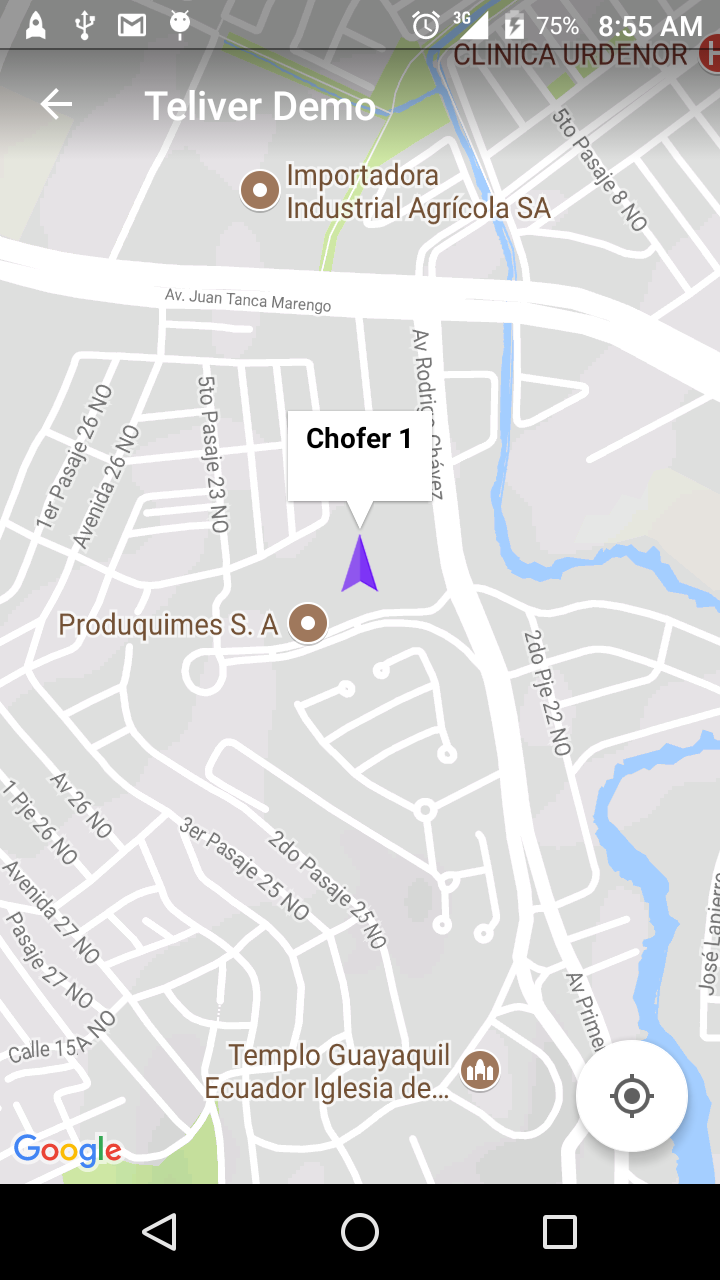 3G
75%
8:55 AM
CLINICA URDENOR
H
Teliver Demo
5to Pasaje 8 NO
Importadora
Industrial Agrícola SA
Av. Juan Tanca Marengo
Av Rodrigo Chávez
1er Pasaje 26 NO
Avenida 26 NO
5to Pasaje 23 NO
Chofer 1
Produquimes S. A
2do Pje 22 NO
Av 26 NO
1 Pje 26 NO
3er Pasaje 25 NO
2do Pasaje 25 NO
Avenida 27 NO
Pasaje 27 NO
José Lapierre
Av Primer
Calle 15A NO
Templo Guayaquil
Ecuador Iglesia de...
Google